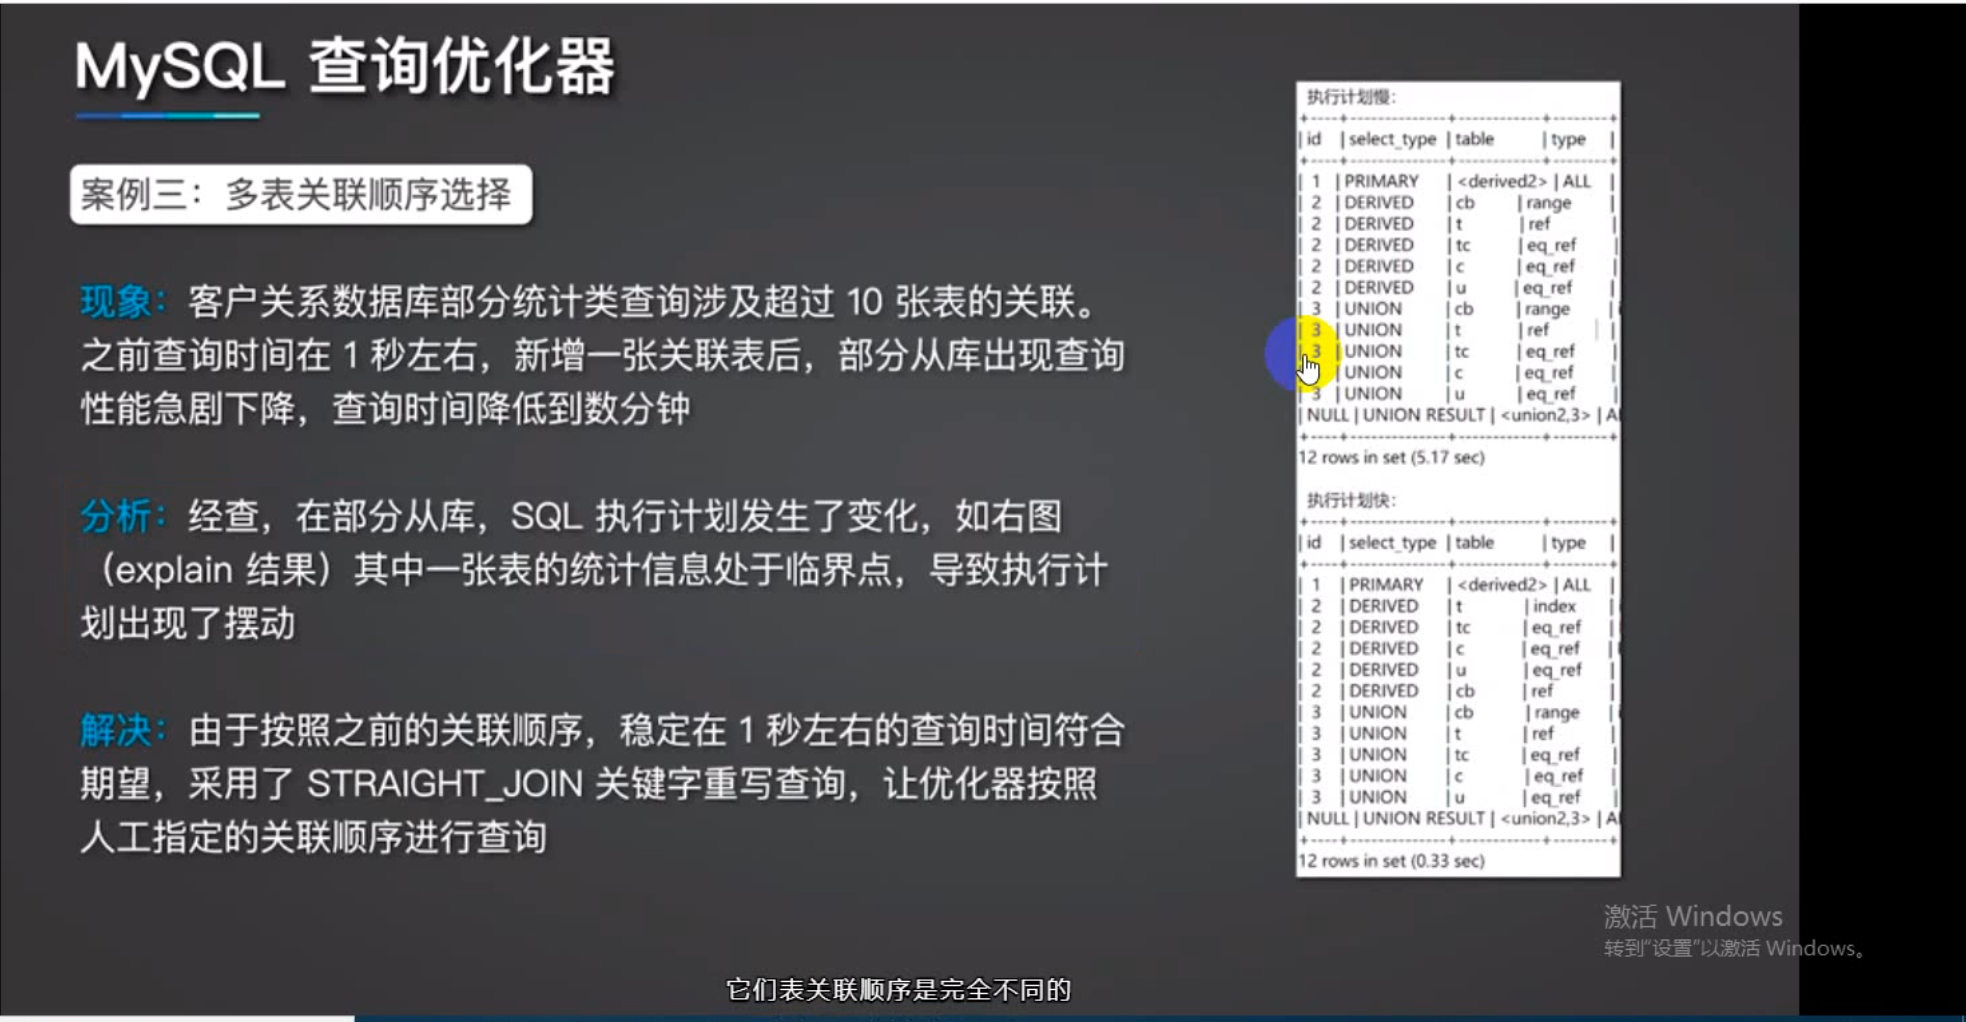 MySQL 查询优化器
案例三：多表关联顺序选择
现象：客户关系数据库部分统计类查询涉及超过 10 张表的关联。
之前查询时间在 1 秒左右，新增一张关联表后，部分从库出现查询
性能急剧下降，查询时间降低到数分钟
分析：经查，在部分从库，SQL 执行计划发生了变化，如右图
（explain 结果）其中一张表的统计信息处于临界点，导致执行计
划出现了摆动
解决：由于按照之前的关联顺序，稳定在 1 秒左右的查询时间符合
期望，采用了 STRAIGHT_JOIN 关键字重写查询，让优化器按照
人工指定的关联顺序进行查询
执行计划慢：
+----+-------------+------------+--------+
| id | select_type | table | type |
+----+-------------+------------+--------+
| 1 | PRIMARY | <derived2> | ALL |
| 2 | DERIVED | cb | range |
| 2 | DERIVED | t | ref |
| 2 | DERIVED | tc | eq_ref |
| 2 | DERIVED | c | eq_ref |
| 2 | DERIVED | u | eq_ref |
| 3 | UNION | cb | range |
| 3 | UNION | t | ref |
| 3 | UNION | tc | eq_ref |
| UNION | c | eq_ref |
| 3 | UNION | u | eq_ref |
| NULL | UNION RESULT | <union2,3> | A
+----+-------------+------------+--------+
12 rows in set (5.17 sec)
执行计划快：
+----+-------------+------------+--------+
| id | select_type | table | type |
+----+-------------+------------+--------+
| 1 | PRIMARY | <derived2> | ALL |
| 2 | DERIVED | t | index |
| 2 | DERIVED | tc | eq_ref |
| 2 | DERIVED | c | eq_ref |
| 2 | DERIVED | u | eq_ref |
| 2 | DERIVED | cb | ref |
| 3 | UNION | cb | range |
| 3 | UNION | t | ref |
| 3 | UNION | tc | eq_ref |
| 3 | UNION | c | eq_ref |
| 3 | UNION | u | eq_ref |
| NULL | UNION RESULT | <union2,3> | A
+----+-------------+------------+--------+
12 rows in set (0.33 sec)
激活 Windows
转到"设置"以激活 Windows。
它们表关联顺序是完全不同的